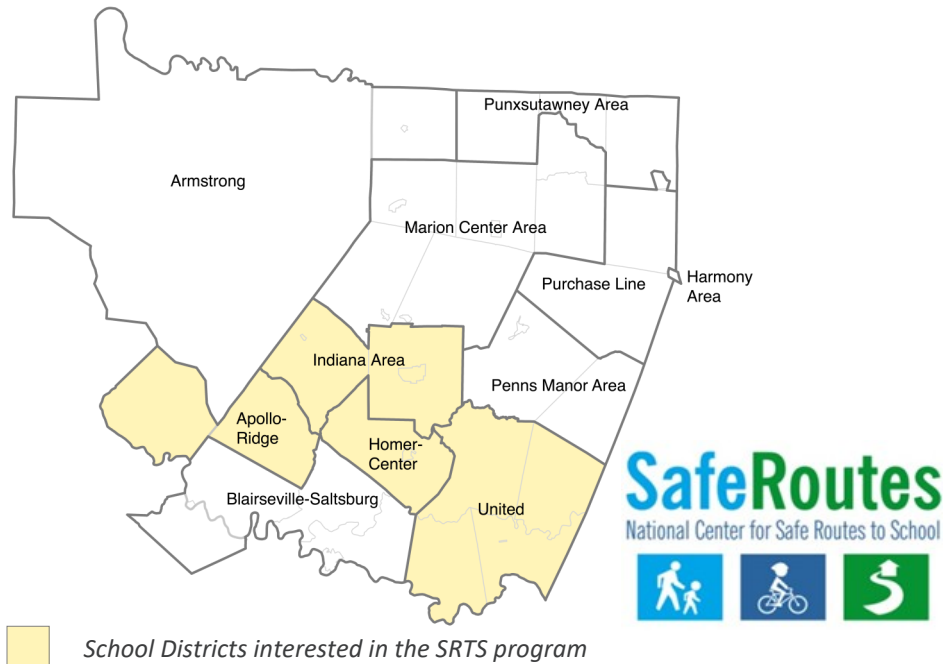 Punxsutawney Area
Armstrong
Marion Center Area
Harmony
Area
Purchase Line
Indiana Area
Penns Manor Area
Apollo-
Ridge
Homer-
Center
Blairseville-Saltsburg
United
SafeRoutes
National Center for Safe Routes to School
School Districts interested in the SRTS program